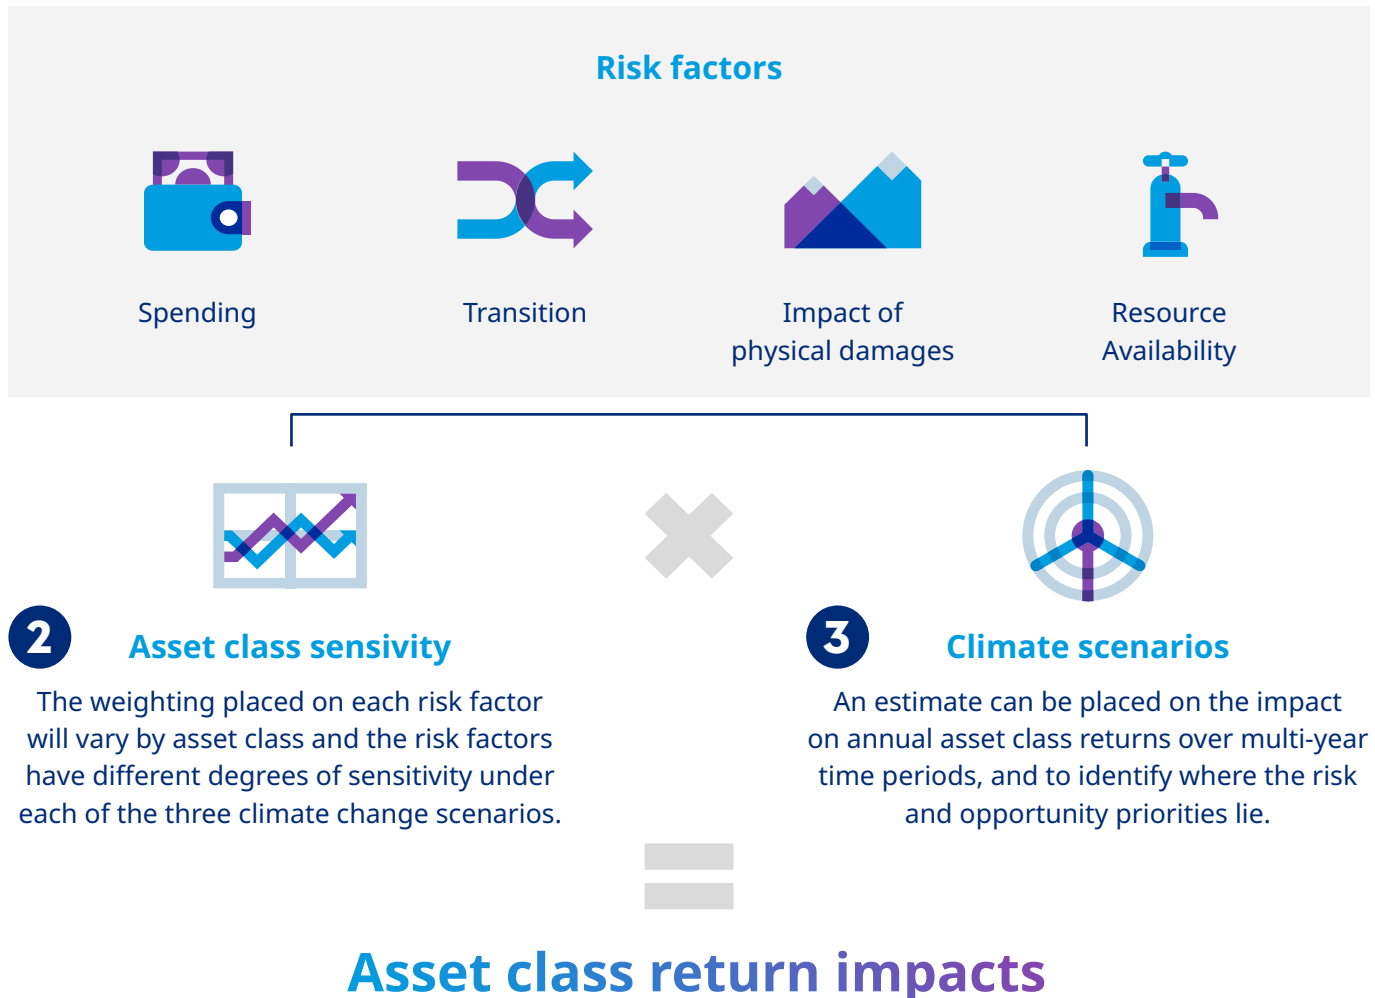 Risk factors
Spending
Transition
Impact of
physical damages
Resource
Availability
2
Asset class sensivity
The weighting placed on each risk factor
will vary by asset class and the risk factors
have different degrees of sensitivity under
each of the three climate change scenarios.
3
Climate scenarios
An estimate can be placed on the impact
on annual asset class returns over multi-year
time periods, and to identify where the risk
and opportunity priorities lie.
Asset class return impacts